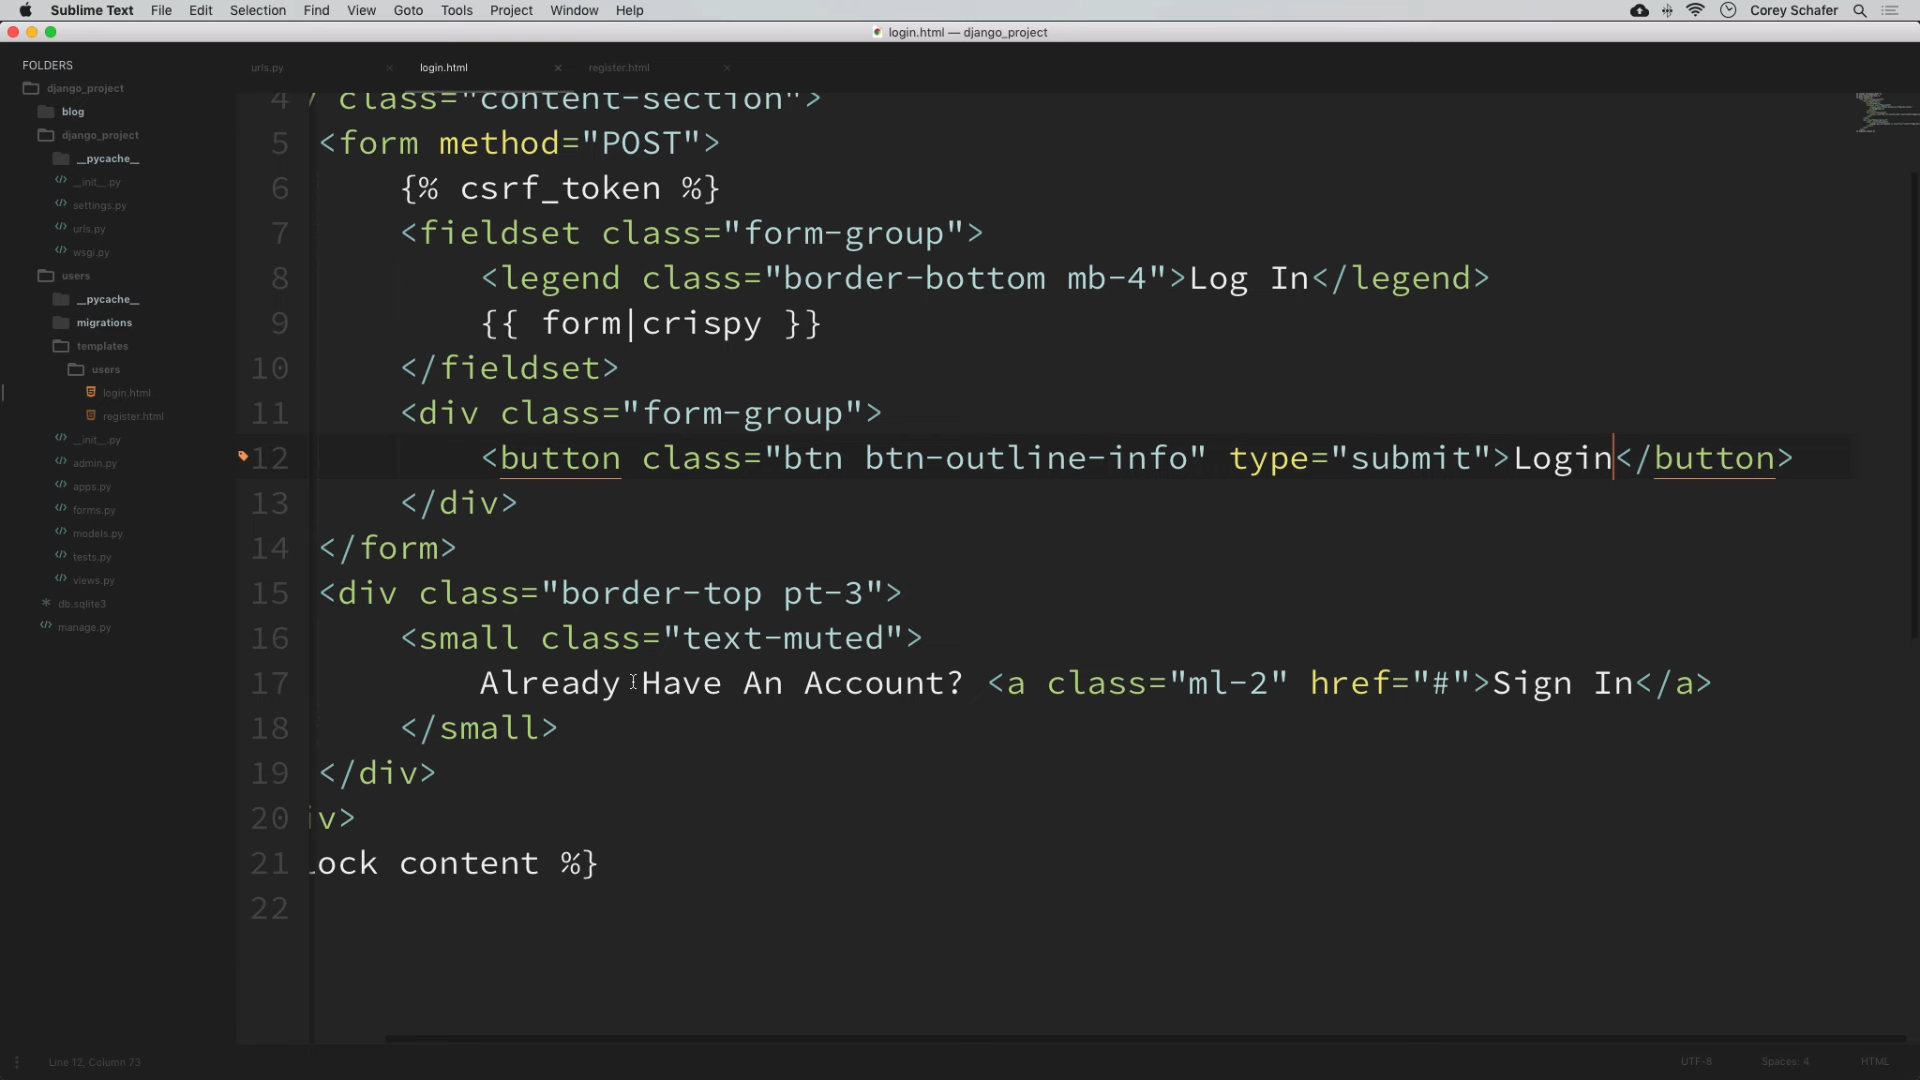 Sublime Text File Edit Selection Find View Goto Tools Project Window Help Corey Schafer
login.html — django_project
FOLDERS
django_project
blog
django_project
__pycache__
__init__.py
settings.py
urls.py
wsgi.py
users
__pycache__
migrations
templates
users
login.html
register.html
__init__.py
admin.py
apps.py
forms.py
models.py
tests.py
views.py
db.sqlite3
manage.py
urls.py × login.html × register.html ×
4 class="content-section">
5 <form method="POST">
6 {% csrf_token %}
7 <fieldset class="form-group">
8 <legend class="border-bottom mb-4">Log In</legend>
9 {{ form|crispy }}
10 </fieldset>
11 <div class="form-group">
12 <button class="btn btn-outline-info" type="submit">Login</button>
13 </div>
14 </form>
15 <div class="border-top pt-3">
16 <small class="text-muted">
17 Already Have An Account? <a class="ml-2" href="#">Sign In</a>
18 </small>
19 </div>
20 iv>
21 lock content %}
22
Line 12, Column 73 UTF-8 Spaces: 4 HTML